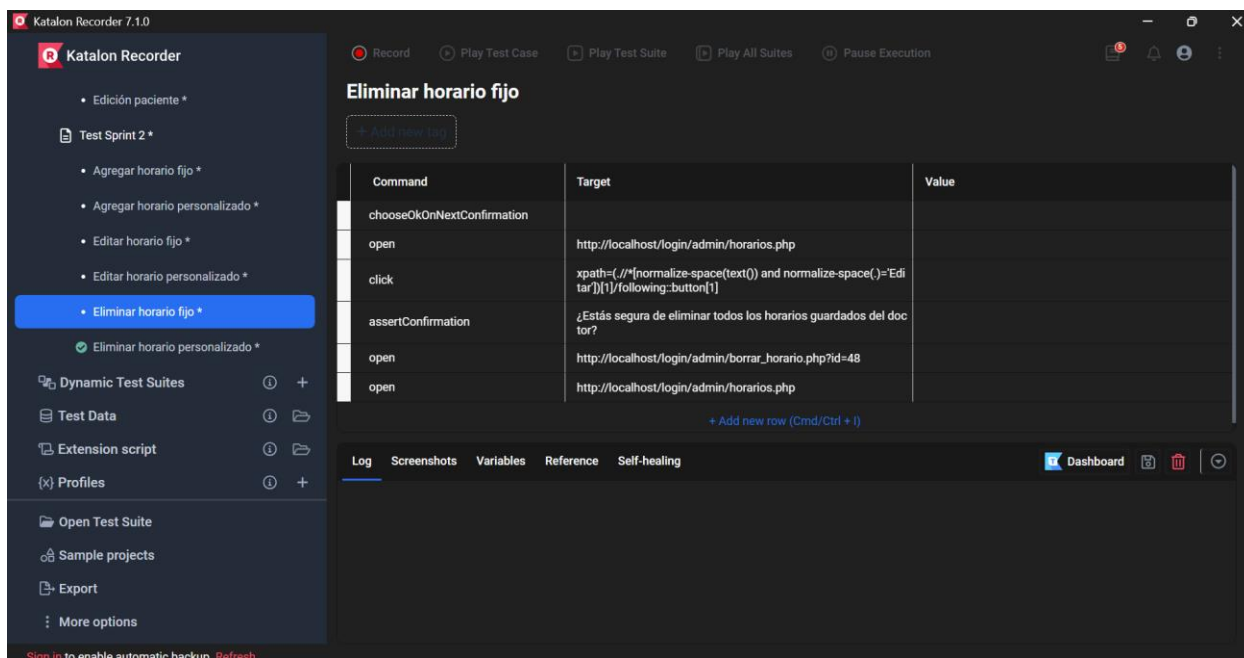 Katalon Recorder 7.1.0
Katalon Recorder
• Edición paciente *
Test Sprint 2 *
• Agregar horario fijo *
• Agregar horario personalizado *
• Editar horario fijo *
• Editar horario personalizado *
• Eliminar horario fijo *
Eliminar horario personalizado *
Dynamic Test Suites
Test Data
Extension script
{x} Profiles
Open Test Suite
Sample projects
Export
More options
Sign in to enable automatic backup. Refresh
Record Play Test Case Play Test Suite Play All Suites Pause Execution
5
Eliminar horario fijo
+ Add new tag
Command Target Value
chooseOkOnNextConfirmation
open http://localhost/login/admin/horarios.php
click xpath=(.//*[normalize-space(text()) and normalize-space(.)='Edi
tar'])[1]/following::button[1]
assertConfirmation ¿Estás segura de eliminar todos los horarios guardados del doc
tor?
open http://localhost/login/admin/borrar_horario.php?id=48
open http://localhost/login/admin/horarios.php
+ Add new row (Cmd/Ctrl + I)
Log Screenshots Variables Reference Self-healing Dashboard